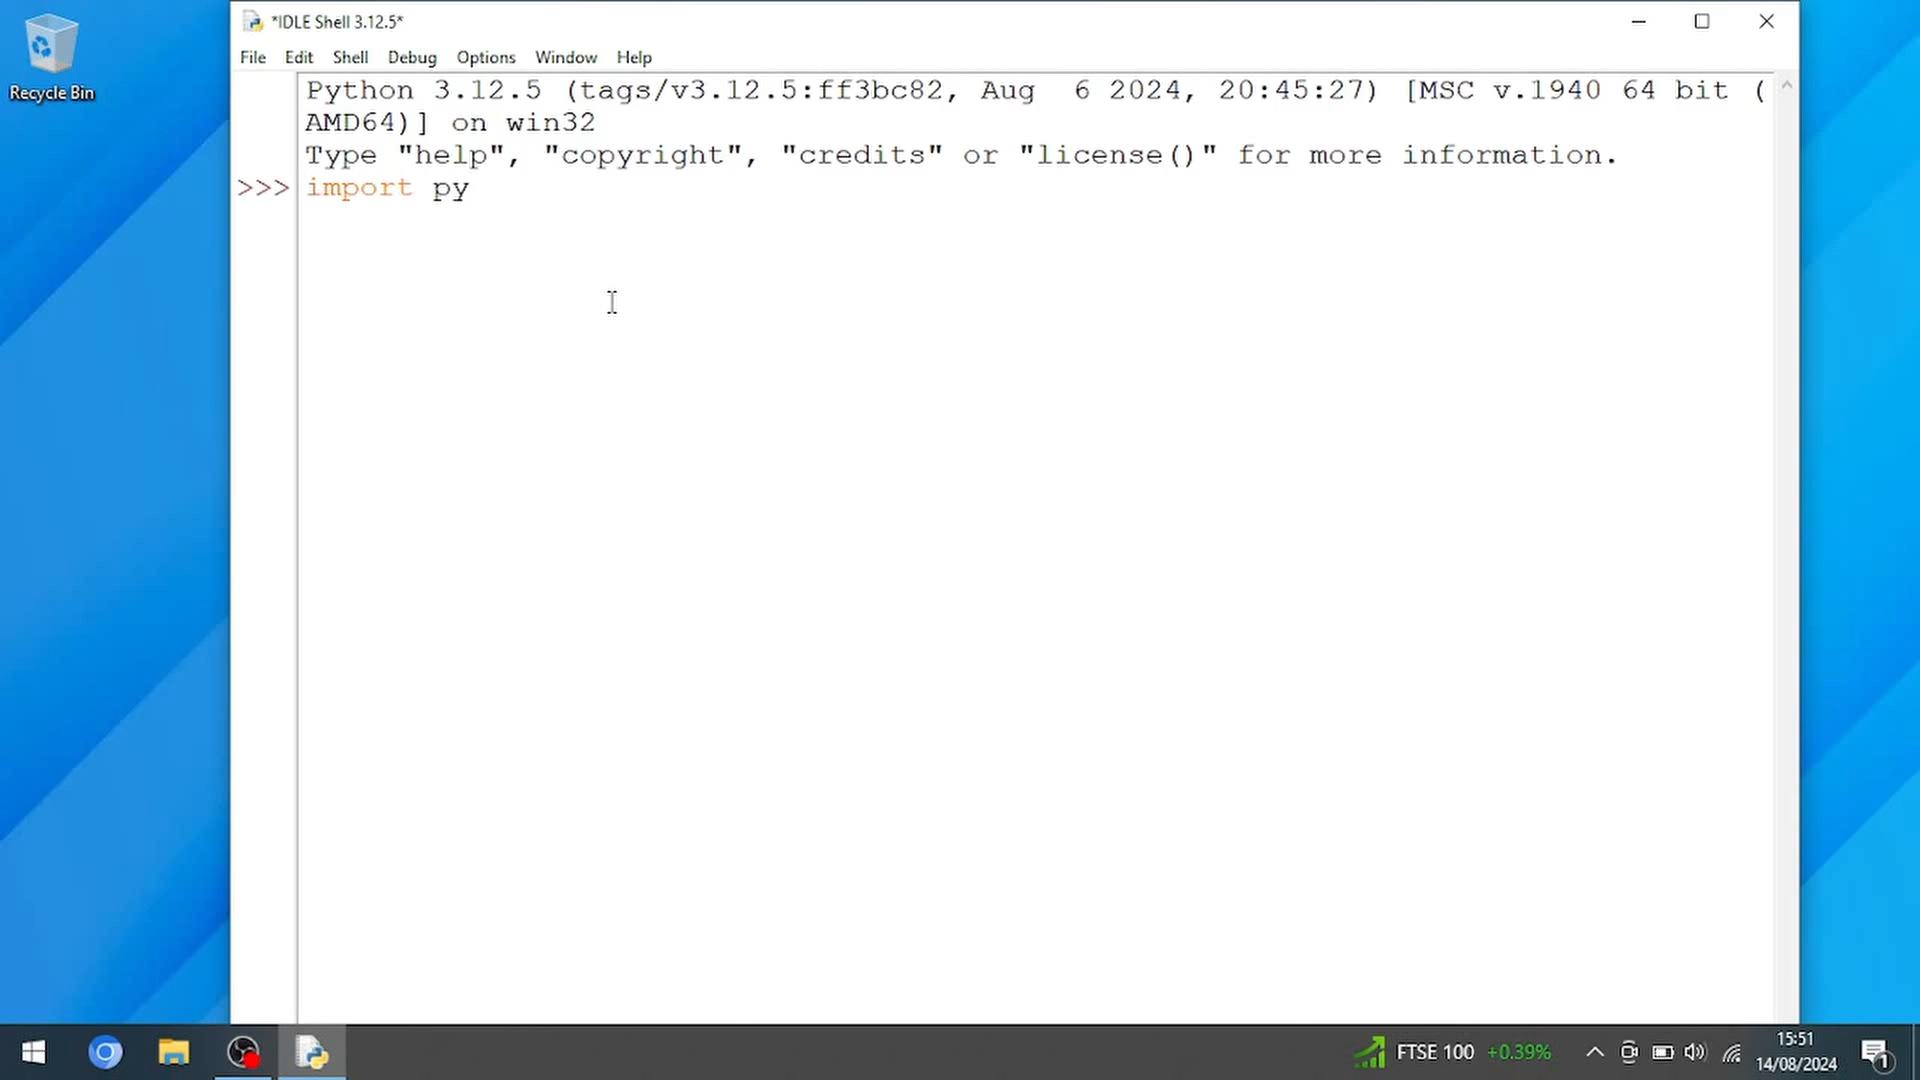 *IDLE Shell 3.12.5*
File Edit Shell Debug Options Window Help
Recycle Bin
Python 3.12.5 (tags/v3.12.5:ff3bc82, Aug  6 2024, 20:45:27) [MSC v.1940 64 bit (
AMD64)] on win32
Type "help", "copyright", "credits" or "license()" for more information.
>>> import py
FTSE 100 +0.39%
15:51
14/08/2024
1